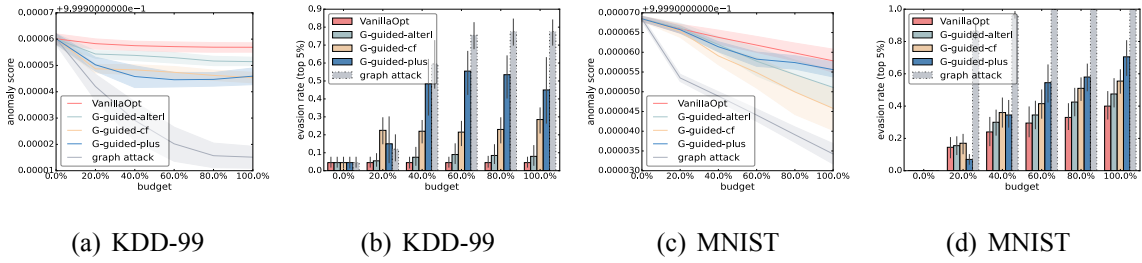 +9.9990000000e−1
0.00007
0.00006
0.00005
0.00004
0.00003
0.00002
0.00001
anomaly score
VanillaOpt
G-guided-alterl
G-guided-cf
G-guided-plus
graph attack
0.0% 20.0% 40.0% 60.0% 80.0% 100.0%
budget
(a) KDD-99
0.9
0.8
0.7
0.6
0.5
0.4
0.3
0.2
0.1
0.0
evasion rate (top 5%)
VanillaOpt
G-guided-alterl
G-guided-cf
G-guided-plus
graph attack
0.0% 20.0% 40.0% 60.0% 80.0% 100.0%
budget
(b) KDD-99
+9.9990000000e−1
0.000070
0.000065
0.000060
0.000055
0.000050
0.000045
0.000040
0.000035
0.000030
anomaly score
VanillaOpt
G-guided-alterl
G-guided-cf
G-guided-plus
graph attack
0.0% 20.0% 40.0% 60.0% 80.0% 100.0%
budget
(c) MNIST
1.0
0.8
0.6
0.4
0.2
0.0
evasion rate (top 5%)
VanillaOpt
G-guided-alterl
G-guided-cf
G-guided-plus
graph attack
0.0% 20.0% 40.0% 60.0% 80.0% 100.0%
budget
(d) MNIST